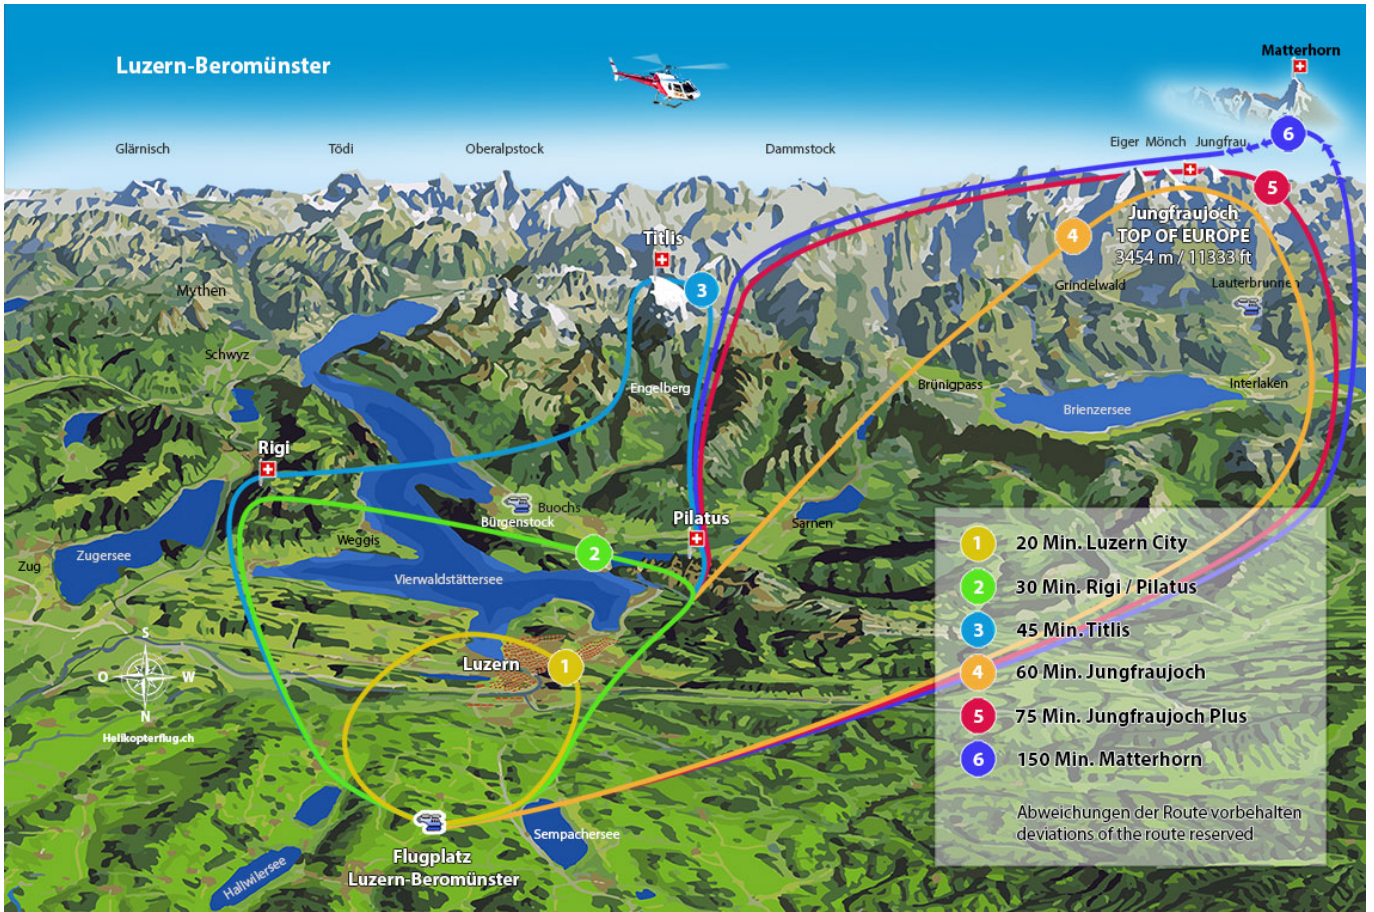 Matterhorn
Luzern-Beromünster
6
Glärnisch
Tödi
Oberalpstock
Dammstock
Eiger Mönch Jungfrau
5
Jungfraujoch
TOP OF EUROPE
3454 m / 11333 ft
4
Titlis
3
Mythen
Grindelwald
Lauterbrunnen
Schwyz
Engelberg
Brünigpass
Interlaken
Brienzersee
Rigi
Buochs
Bürgenstock
Pilatus
Sarnen
Weggis
2
Zugersee
Zug
Vierwaldstättersee
S
O W
N
Helikopterflug.ch
Luzern
1
1 20 Min. Luzern City
2 30 Min. Rigi / Pilatus
3 45 Min. Titlis
4 60 Min. Jungfraujoch
5 75 Min. Jungfraujoch Plus
6 150 Min. Matterhorn
Abweichungen der Route vorbehalten
deviations of the route reserved
Sempachersee
Flugplatz
Luzern-Beromünster
Hallwilersee